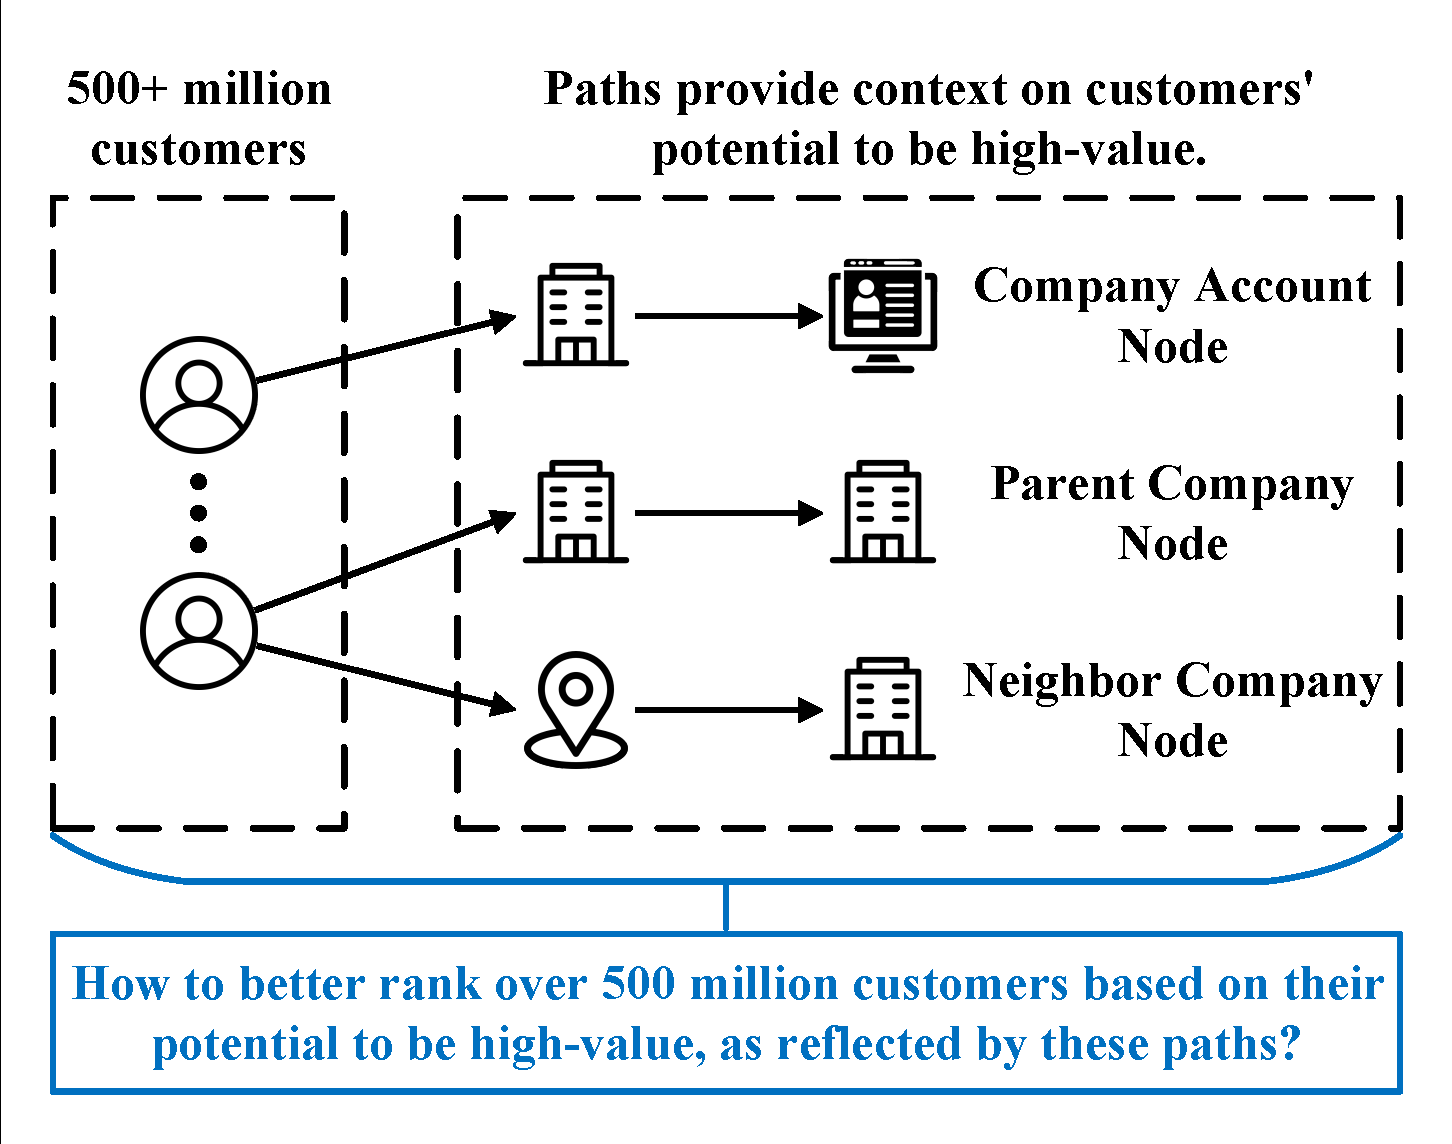 500+ million
customers
Paths provide context on customers'
potential to be high-value.
Company Account
Node
Parent Company
Node
Neighbor Company
Node
How to better rank over 500 million customers based on their
potential to be high-value, as reflected by these paths?